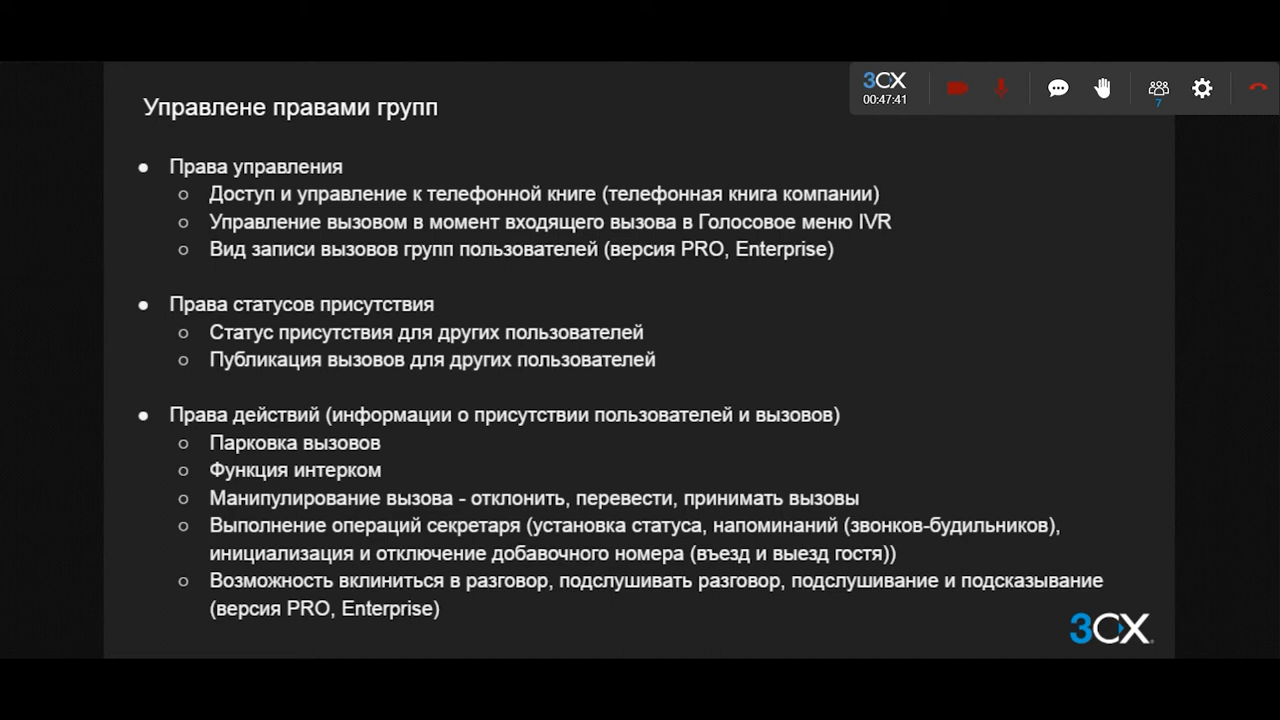 3CX
00:47:41
7
Управлене правами групп
● Права управления
○ Доступ и управление к телефонной книге (телефонная книга компании)
○ Управление вызовом в момент входящего вызова в Голосовое меню IVR
○ Вид записи вызовов групп пользователей (версия PRO, Enterprise)
● Права статусов присутствия
○ Статус присутствия для других пользователей
○ Публикация вызовов для других пользователей
● Права действий (информации о присутствии пользователей и вызовов)
○ Парковка вызовов
○ Функция интерком
○ Манипулирование вызова - отклонить, перевести, принимать вызовы
○ Выполнение операций секретаря (установка статуса, напоминаний (звонков-будильников),
инициализация и отключение добавочного номера (въезд и выезд гостя))
○ Возможность вклиниться в разговор, подслушивать разговор, подслушивание и подсказывание
(версия PRO, Enterprise)
3CX